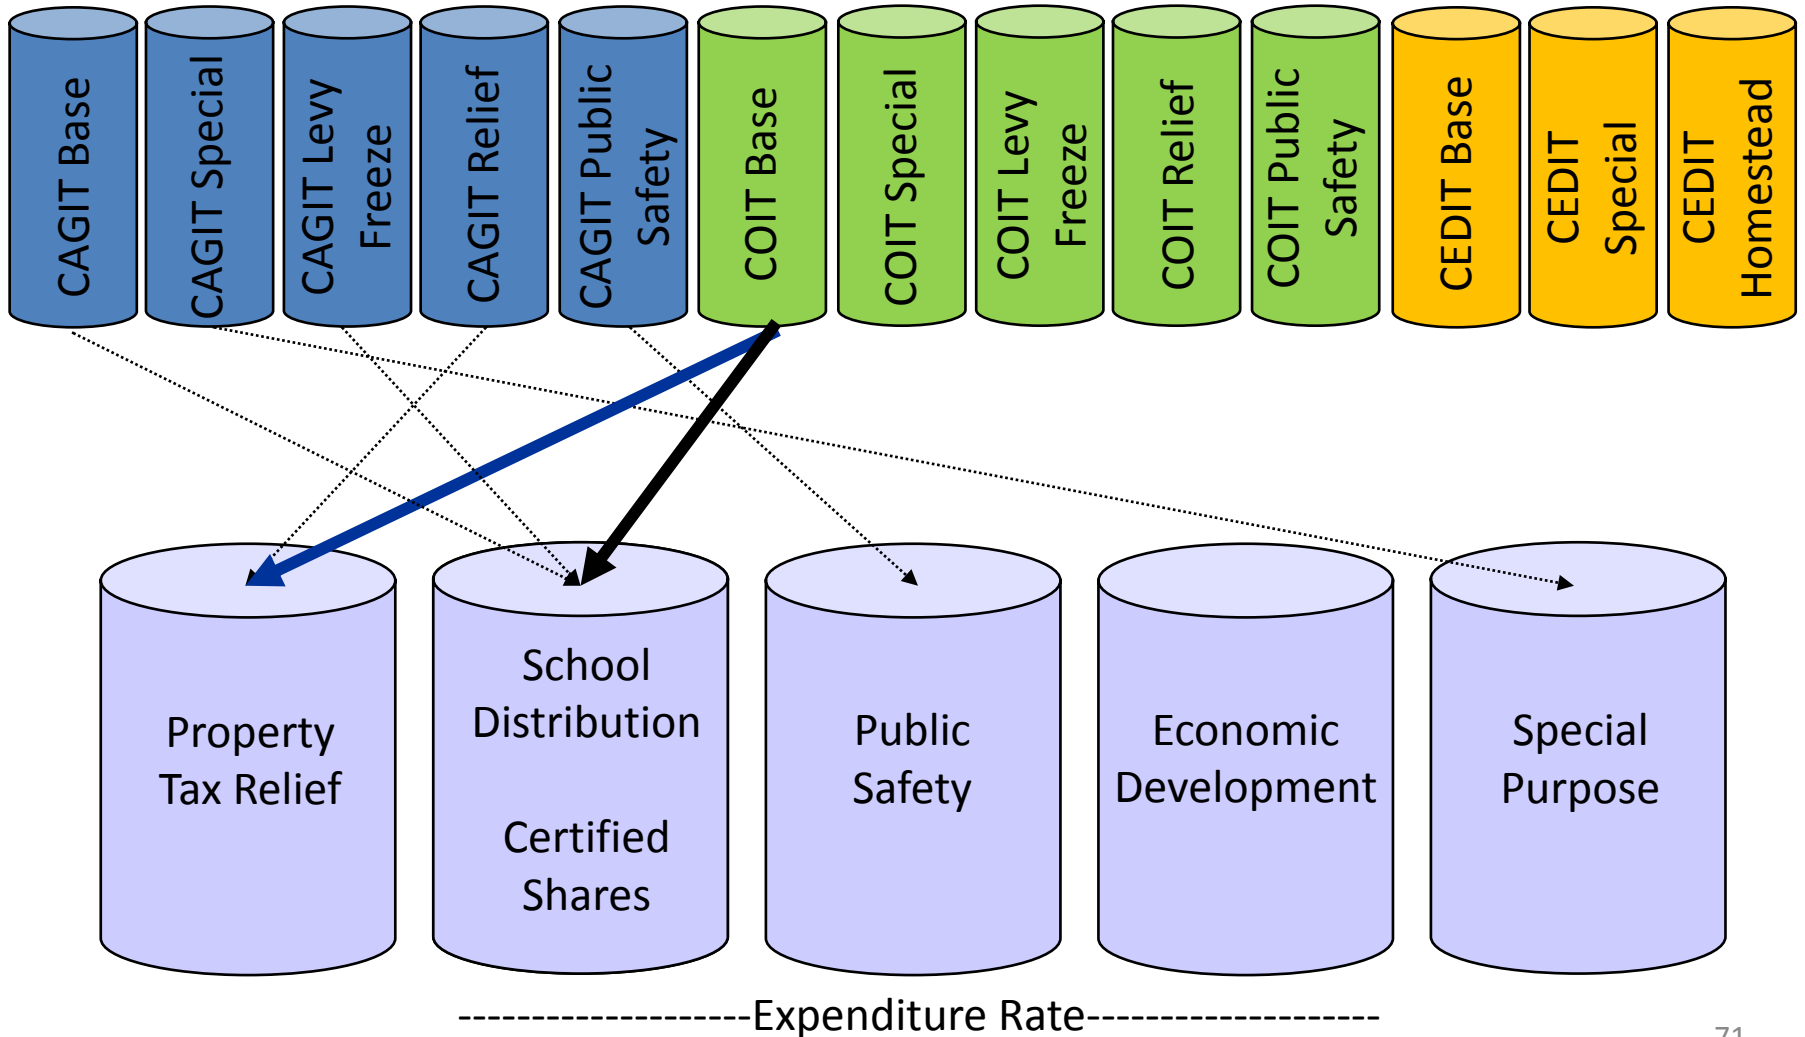 CAGIT Base
CAGIT Special
CAGIT Levy
Freeze
CAGIT Relief
CAGIT Public
Safety
COIT Base
COIT Special
COIT Levy
Freeze
COIT Relief
COIT Public
Safety
CEDIT Base
CEDIT
Special
CEDIT
Homestead
Property
Tax Relief
School
Distribution
Certified
Shares
Public
Safety
Economic
Development
Special
Purpose
--------------------Expenditure Rate--------------------
71